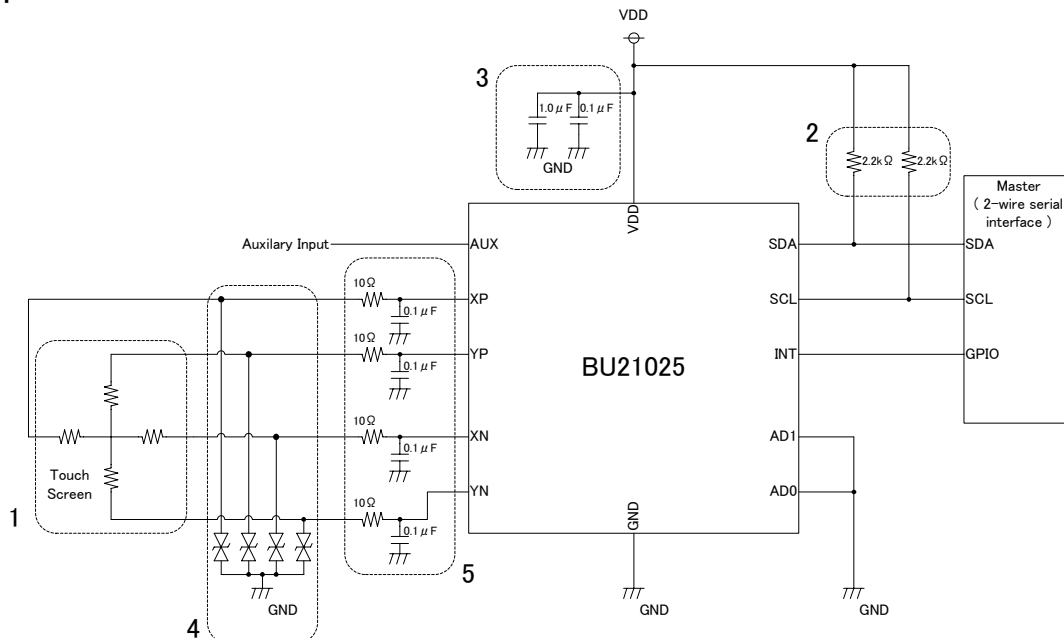 VDD
3
1.0μF
0.1μF
GND
2
2.2kΩ
2.2kΩ
Master
( 2-wire serial
interface )
VDD
Auxilary Input
AUX
SDA
SDA
10Ω
XP
0.1μF
SCL
SCL
10Ω
YP
0.1μF
BU21025
INT
GPIO
10Ω
XN
0.1μF
AD1
Touch
Screen
1
10Ω
YN
0.1μF
AD0
GND
5
GND
4
GND
GND